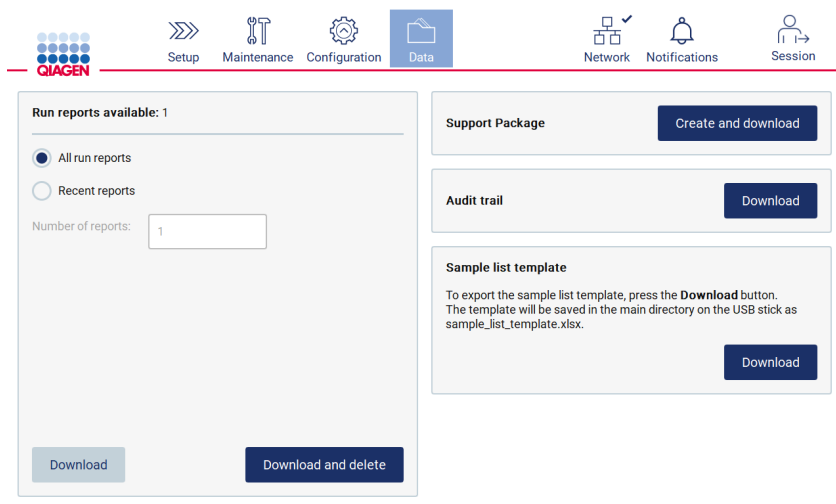 QIAGEN
Setup
Maintenance
Configuration
Data
Network
Notifications
Session
Run reports available: 1
All run reports
Recent reports
Number of reports:
1
Download
Download and delete
Support Package
Create and download
Audit trail
Download
Sample list template
To export the sample list template, press the Download button.
The template will be saved in the main directory on the USB stick as
sample_list_template.xlsx.
Download